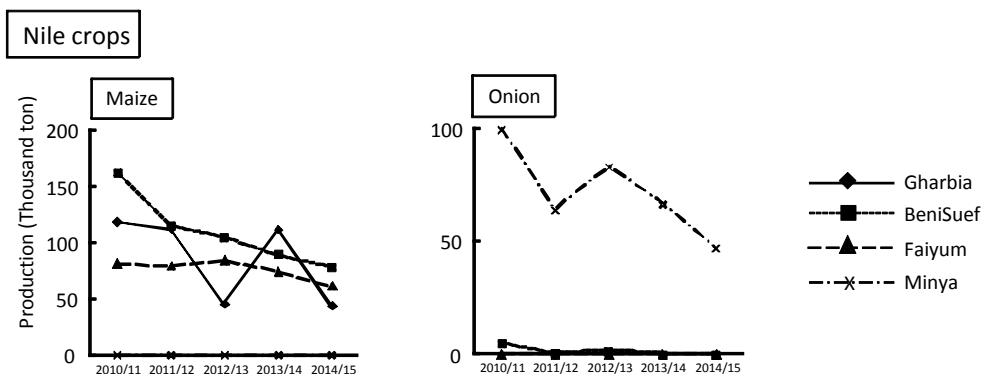 Nile crops
Maize
Production (Thousand ton)
200
150
100
50
0
2010/11 2011/12 2012/13 2013/14 2014/15
Onion
100
50
0
2010/11 2011/12 2012/13 2013/14 2014/15
Gharbia
BeniSuef
Faiyum
Minya